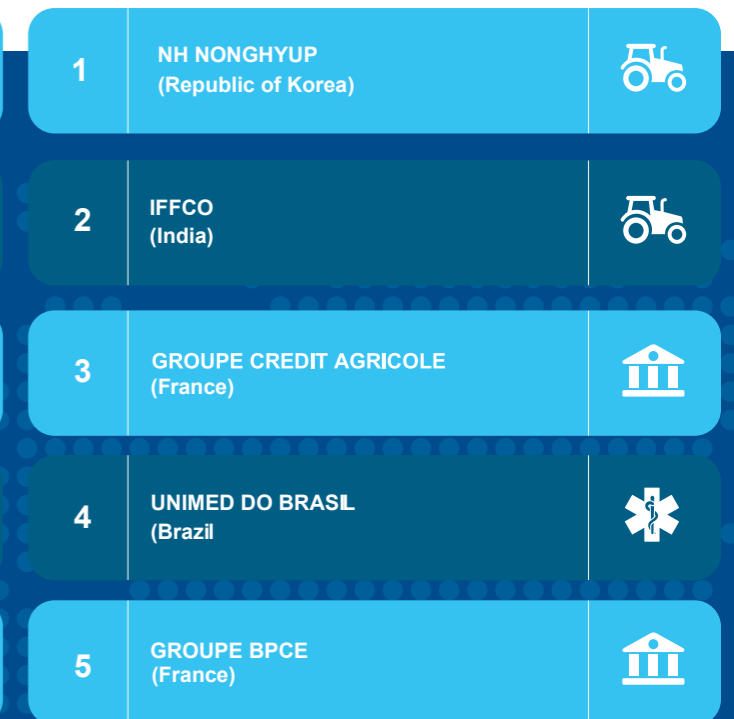 1
NH NONGHYUP
(Republic of Korea)
2
IFFCO
(India)
3
GROUPE CREDIT AGRICOLE
(France)
4
UNIMED DO BRASIL
(Brazil
5
GROUPE BPCE
(France)